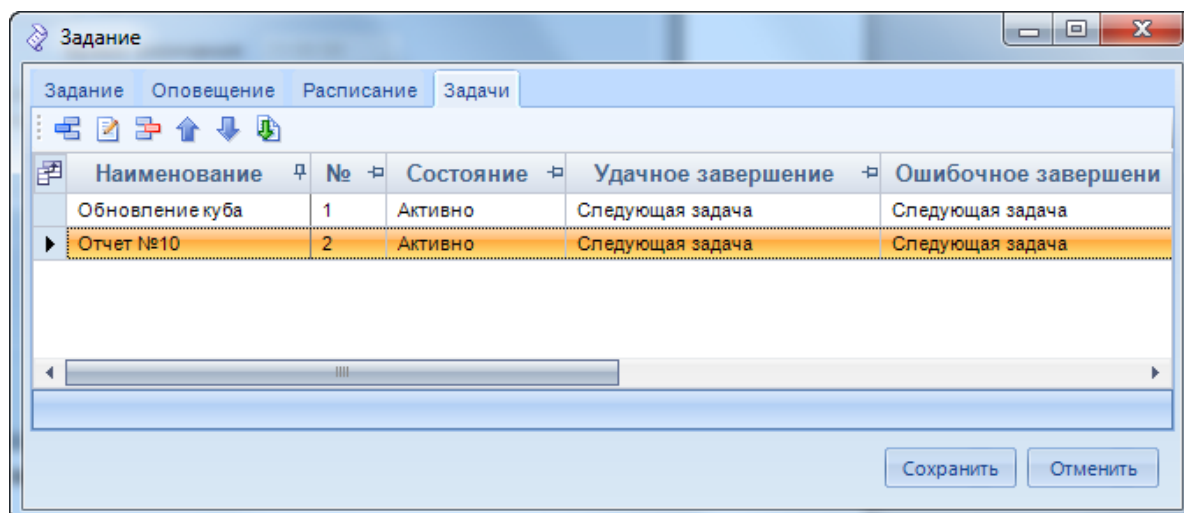 Задание
Задание Оповещение Расписание Задачи
Наименование № Состояние Удачное завершение Ошибочное завершени
Обновление куба 1 Активно Следующая задача Следующая задача
Отчет №10 2 Активно Следующая задача Следующая задача
Сохранить Отменить